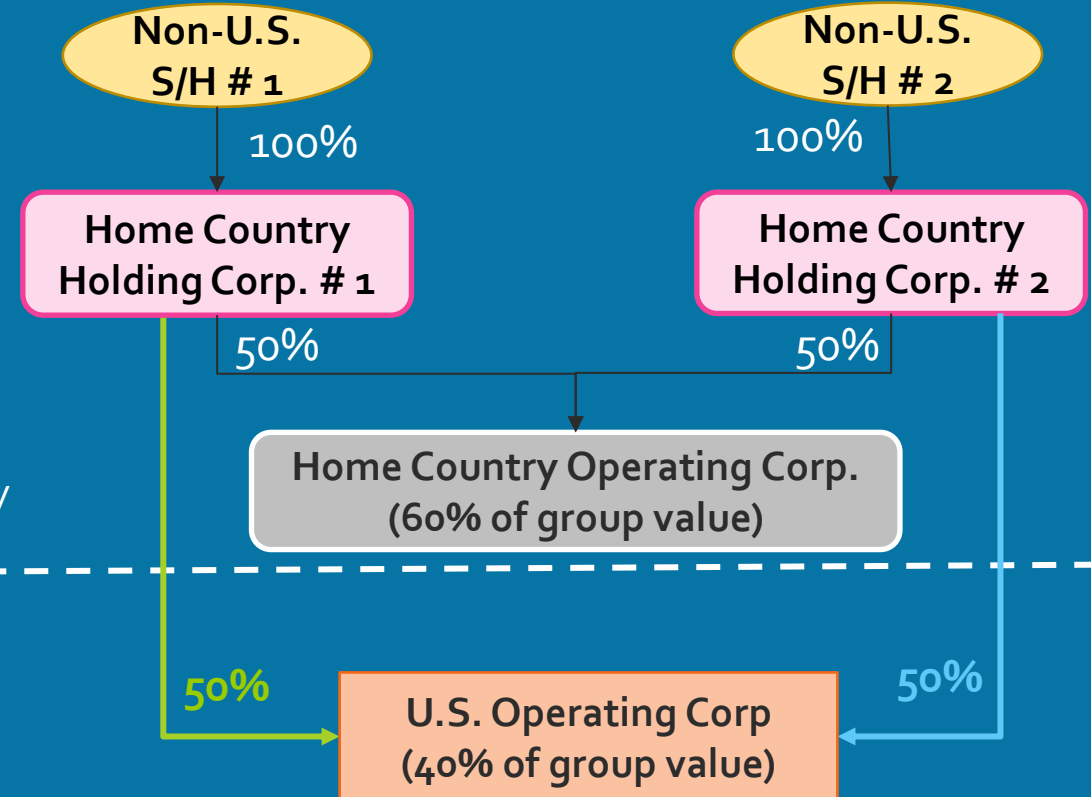 Non-U.S.
S/H # 1
Non-U.S.
S/H # 2
100%
100%
Home Country
Holding Corp. # 1
Home Country
Holding Corp. # 2
50%
50%
Home Country Operating Corp.
(60% of group value)
50%
50%
U.S. Operating Corp
(40% of group value)